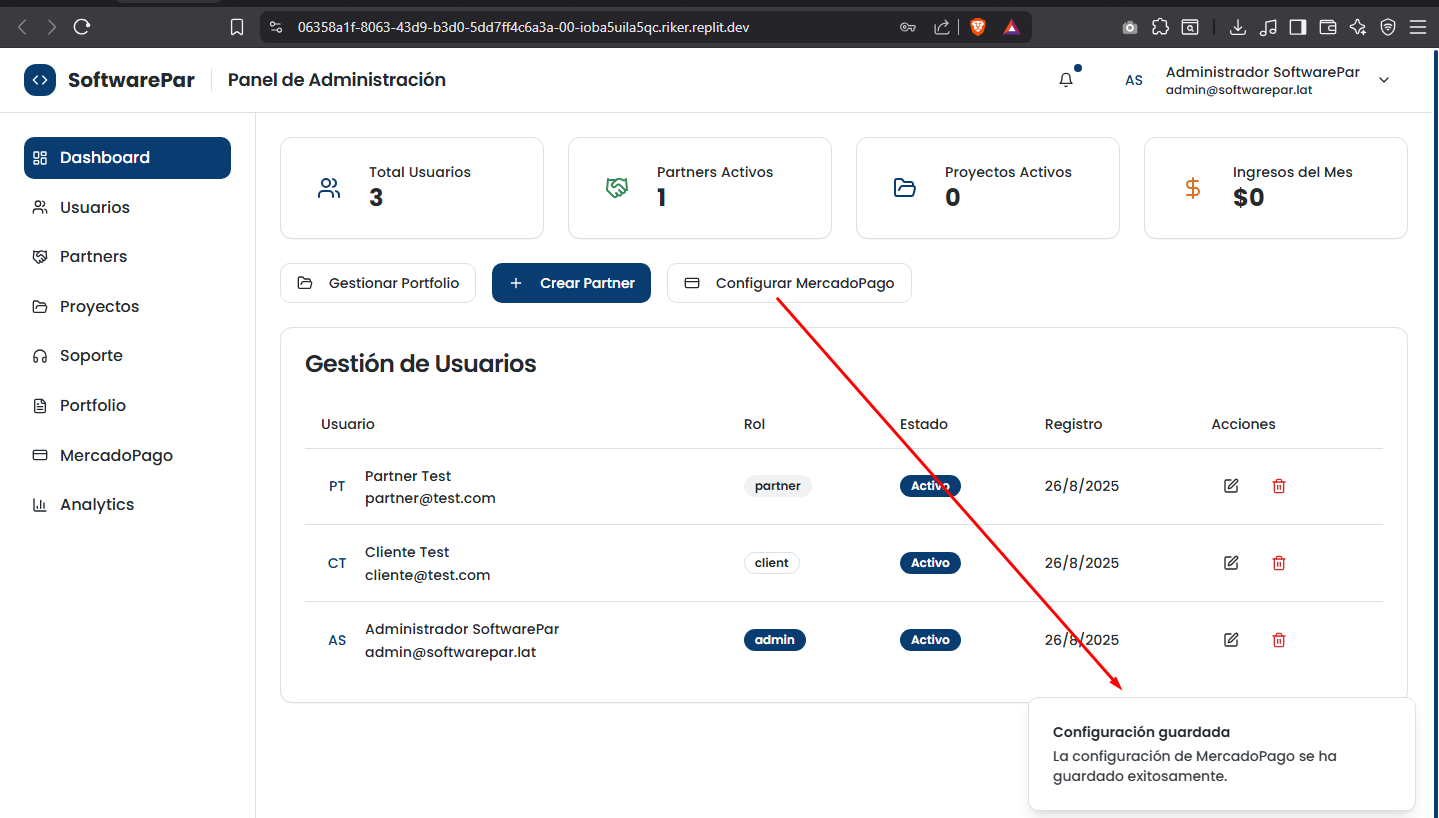 06358a1f-8063-43d9-b3d0-5dd7ff4c6a3a-00-ioba5uila5qc.riker.replit.dev
SoftwarePar
Panel de Administración
AS
Administrador SoftwarePar
admin@softwarepar.lat
Dashboard
Usuarios
Partners
Proyectos
Soporte
Portfolio
MercadoPago
Analytics
Total Usuarios
3
Partners Activos
1
Proyectos Activos
0
Ingresos del Mes
$0
Gestionar Portfolio
Crear Partner
Configurar MercadoPago
Gestión de Usuarios
Usuario Rol Estado Registro Acciones
PT Partner Test
partner@test.com
partner Activo 26/8/2025
CT Cliente Test
cliente@test.com
client Activo 26/8/2025
AS Administrador SoftwarePar
admin@softwarepar.lat
admin Activo 26/8/2025
Configuración guardada
La configuración de MercadoPago se ha
guardado exitosamente.